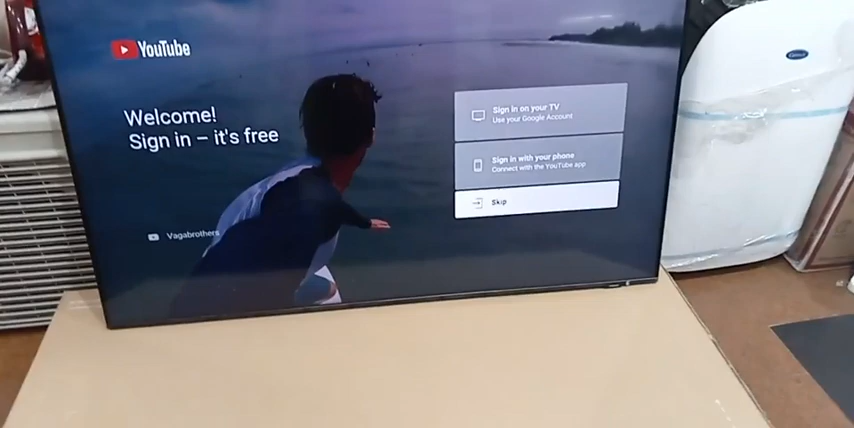 YouTube
Welcome!
Sign in – it's free
Vagabrothers
Sign in on your TV
Use your Google Account
Sign in with your phone
Connect with the YouTube app
Skip